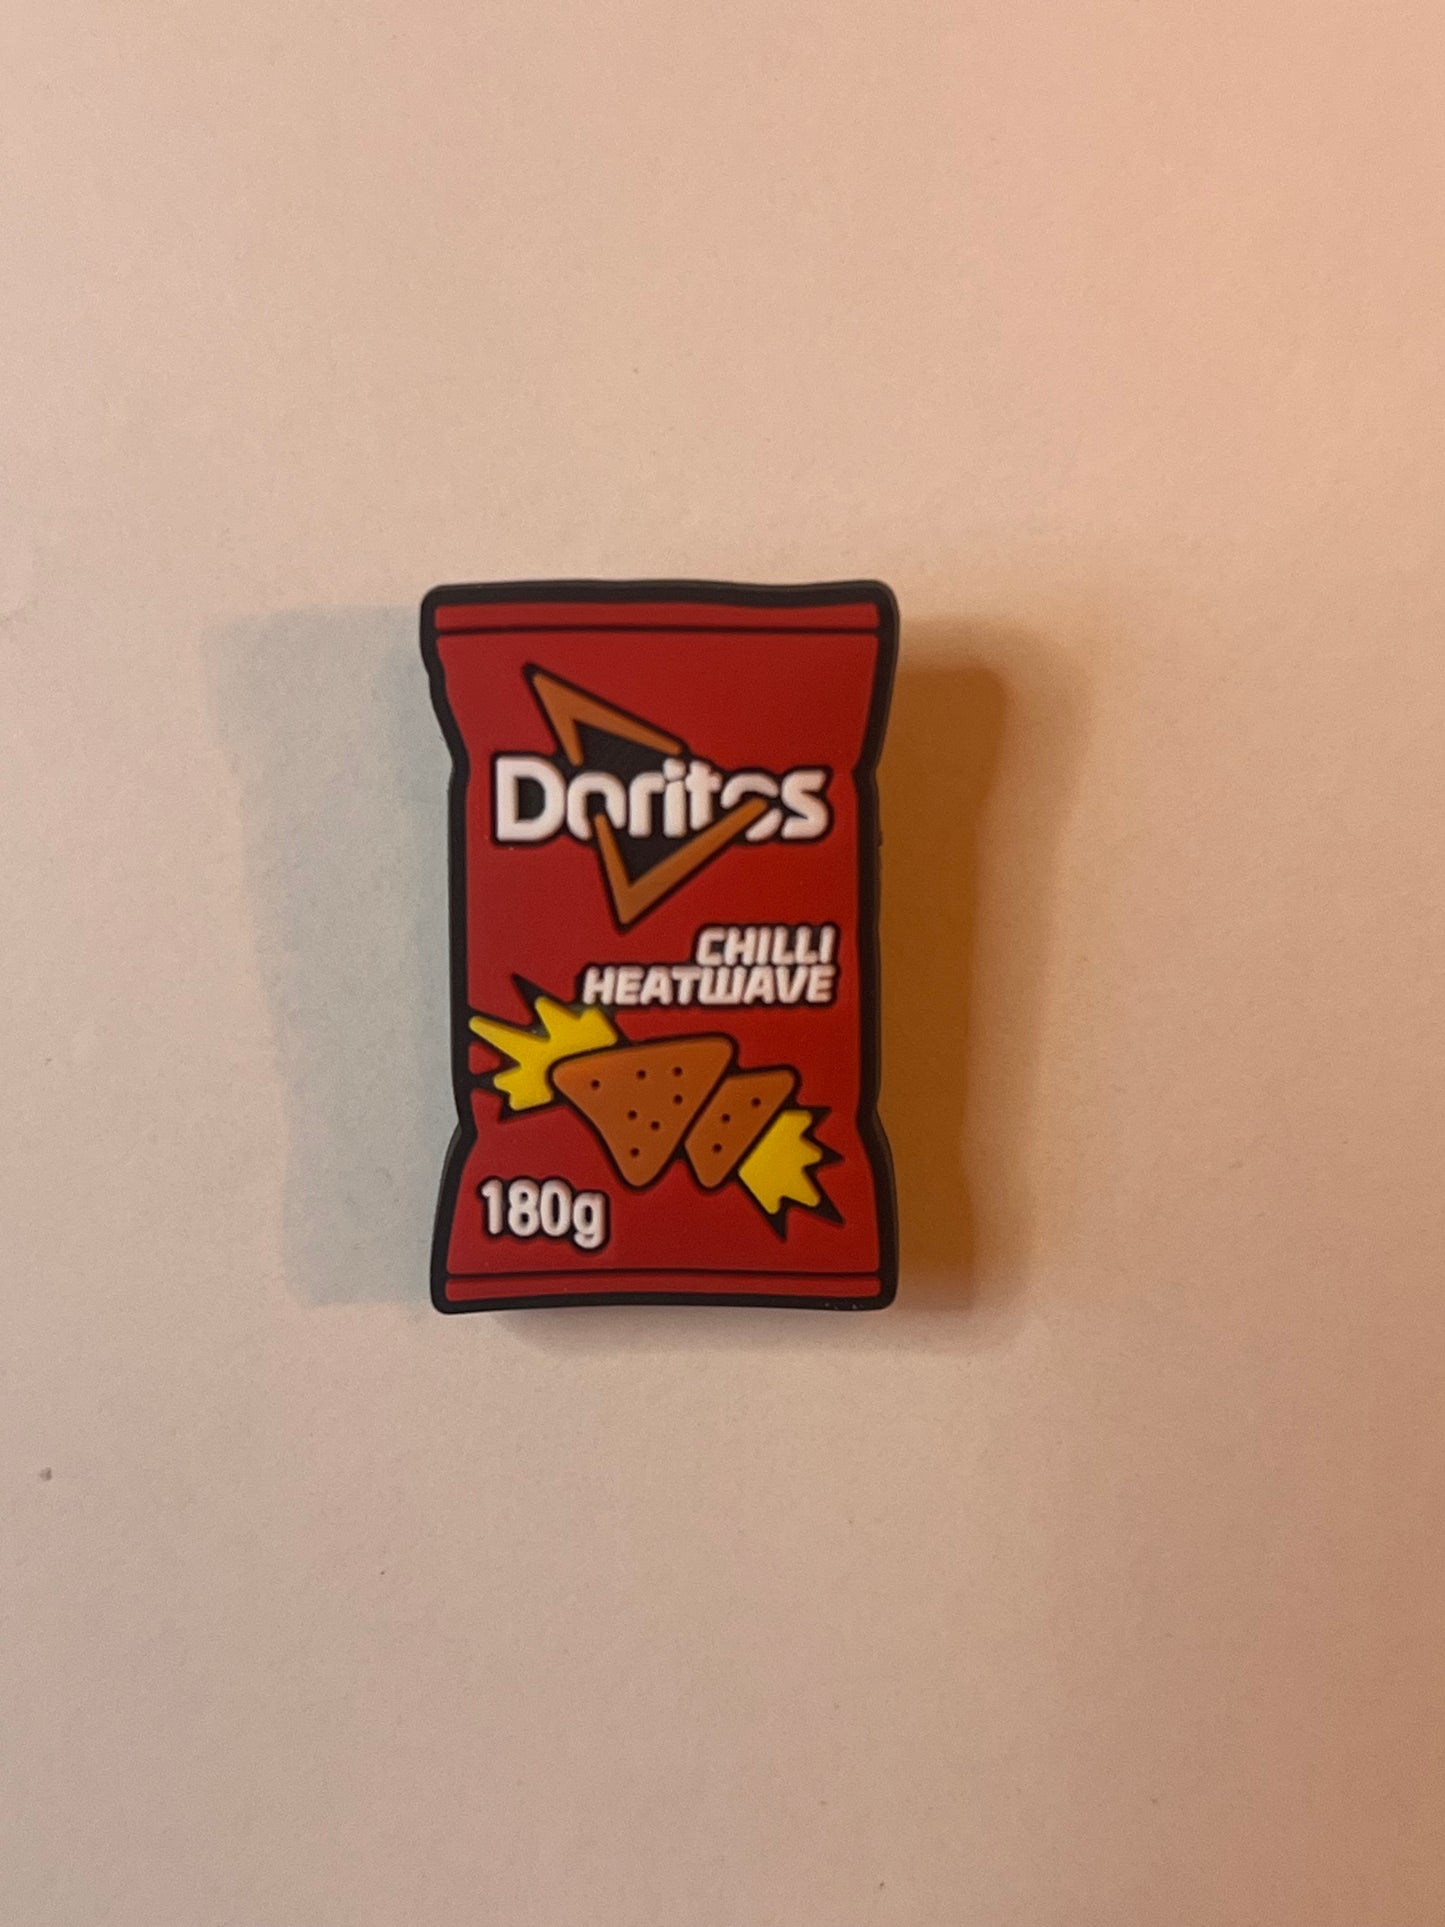 Doritos
CHILLI
HEATWAVE
180g